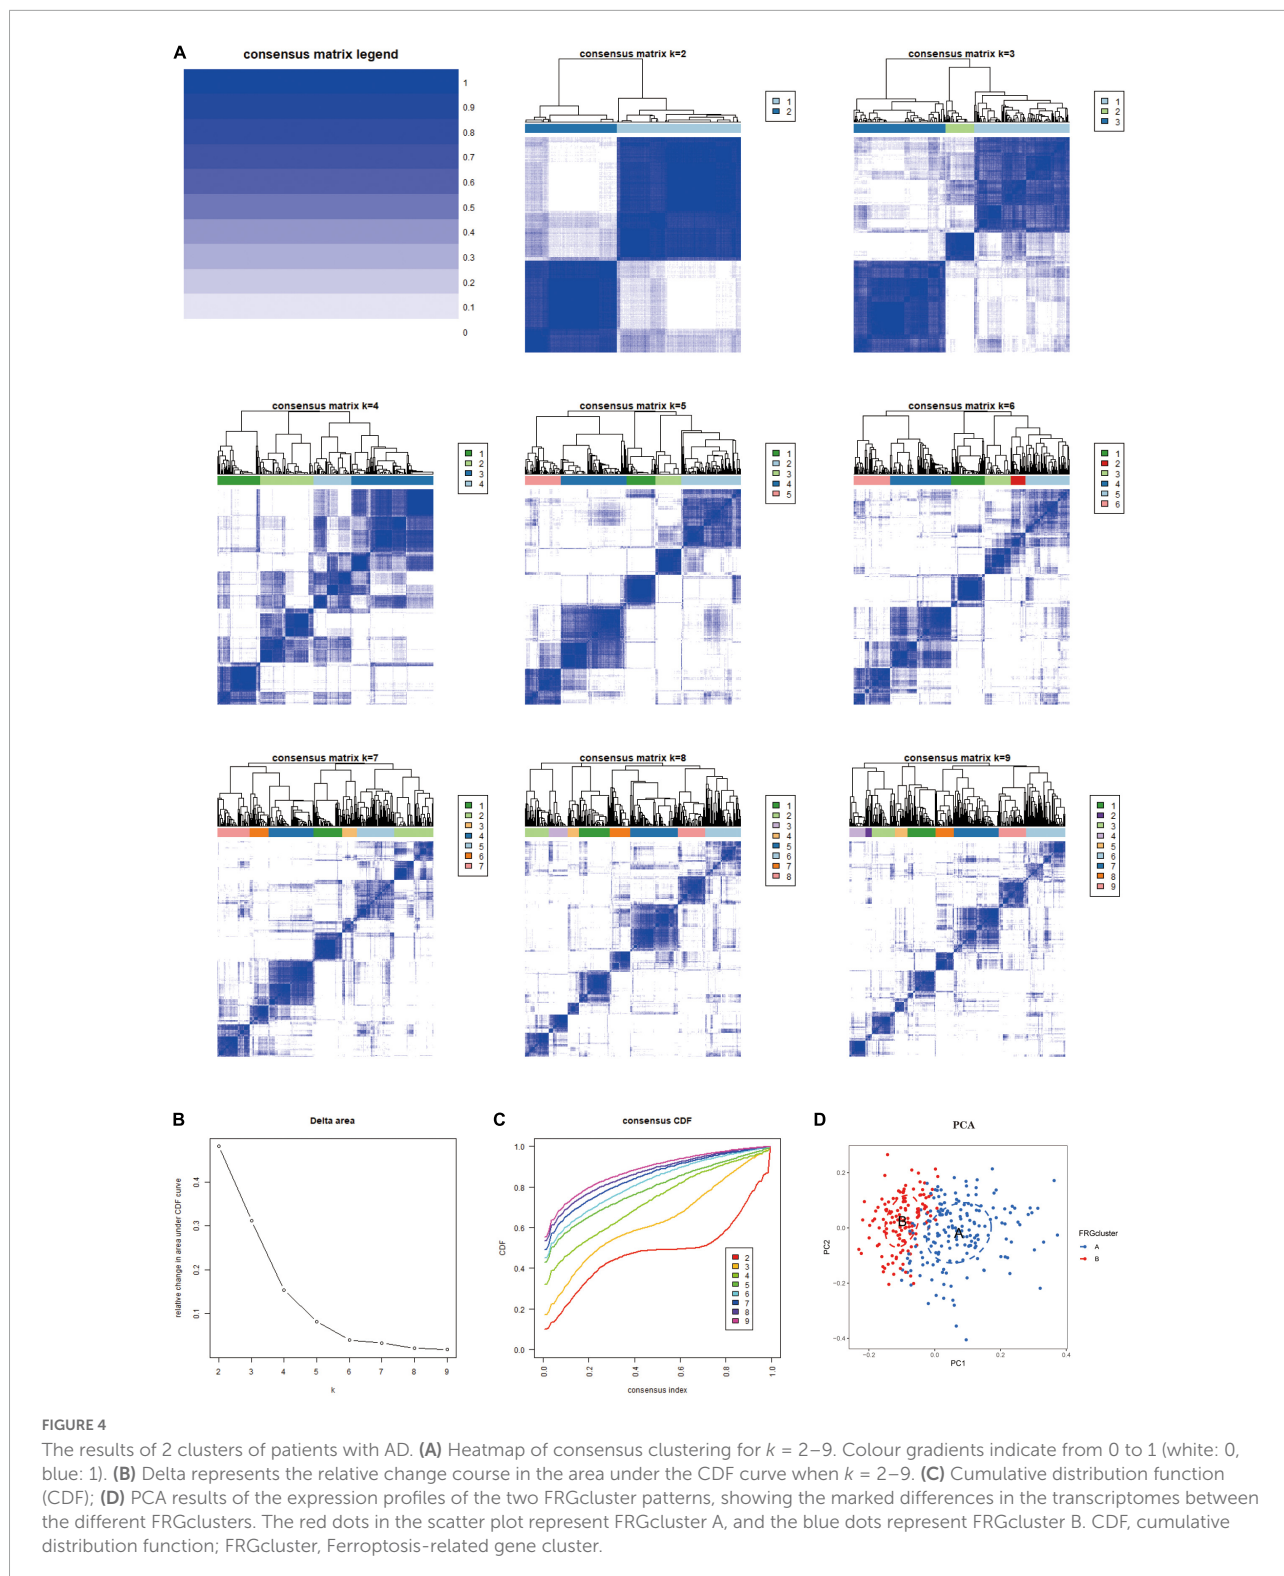 A
consensus matrix legend
1
0.9
0.8
0.7
0.6
0.5
0.4
0.3
0.2
0.1
0
consensus matrix k=2
1
2
consensus matrix k=3
1
2
3
consensus matrix k=4
1
2
3
4
consensus matrix k=5
1
2
3
4
5
consensus matrix k=6
1
2
3
4
5
6
consensus matrix k=7
1
2
3
4
5
6
7
consensus matrix k=8
1
2
3
4
5
6
7
8
consensus matrix k=9
1
2
3
4
5
6
7
8
9
B
Delta area
relative change in area under CDF curve
0.4
0.3
0.2
0.1
2 3 4 5 6 7 8 9
k
C
consensus CDF
CDF
1.0
0.8
0.6
0.4
0.2
0.0
2
3
4
5
6
7
8
9
0.0 0.2 0.4 0.6 0.8 1.0
consensus index
D
PCA
PC2
0.2
0.0
−0.2
−0.4
B
A
−0.2 0.0 0.2 0.4
PC1
FRGcluster
A
B
FIGURE 4
The results of 2 clusters of patients with AD. (A) Heatmap of consensus clustering for k = 2–9. Colour gradients indicate from 0 to 1 (white: 0,
blue: 1). (B) Delta represents the relative change course in the area under the CDF curve when k = 2–9. (C) Cumulative distribution function
(CDF); (D) PCA results of the expression profiles of the two FRGcluster patterns, showing the marked differences in the transcriptomes between
the different FRGclusters. The red dots in the scatter plot represent FRGcluster A, and the blue dots represent FRGcluster B. CDF, cumulative
distribution function; FRGcluster, Ferroptosis-related gene cluster.